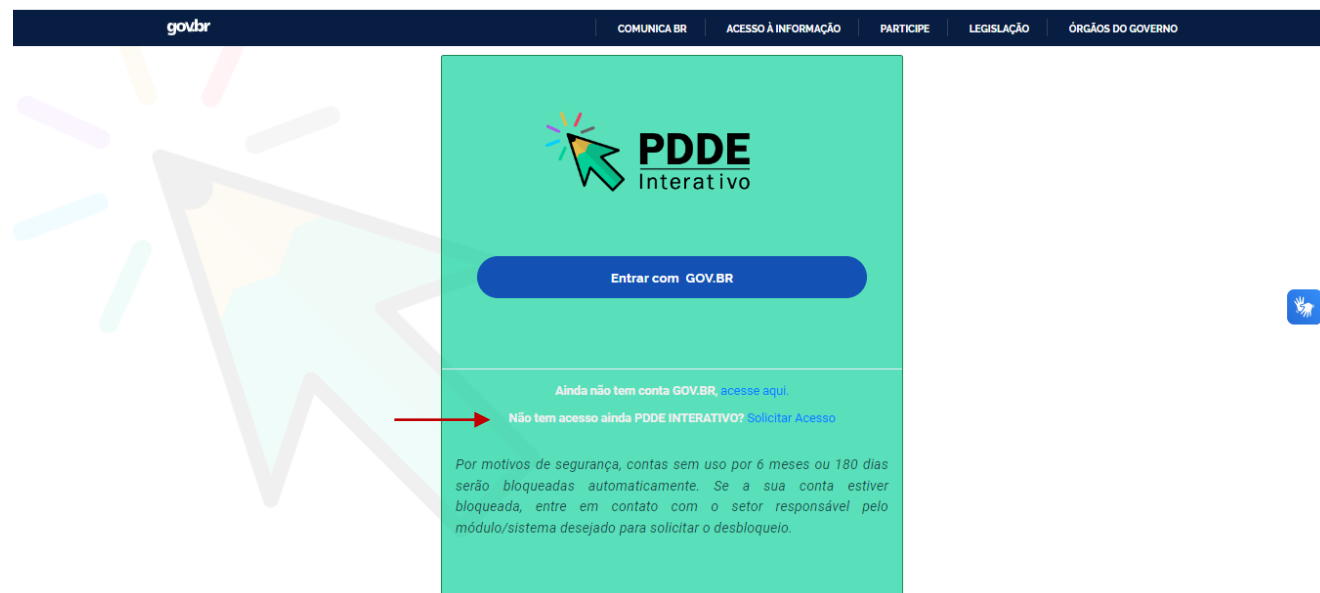 gov.br
COMUNICA BR
ACESSO À INFORMAÇÃO
PARTICIPE
LEGISLAÇÃO
ÓRGÃOS DO GOVERNO
PDDE
Interativo
Entrar com GOV.BR
Ainda não tem conta GOV.BR, acesse aqui.
Não tem acesso ainda PDDE INTERATIVO? Solicitar Acesso
Por motivos de segurança, contas sem uso por 6 meses ou 180 dias
serão bloqueadas automaticamente. Se a sua conta estiver
bloqueada, entre em contato com o setor responsável pelo
módulo/sistema desejado para solicitar o desbloqueio.